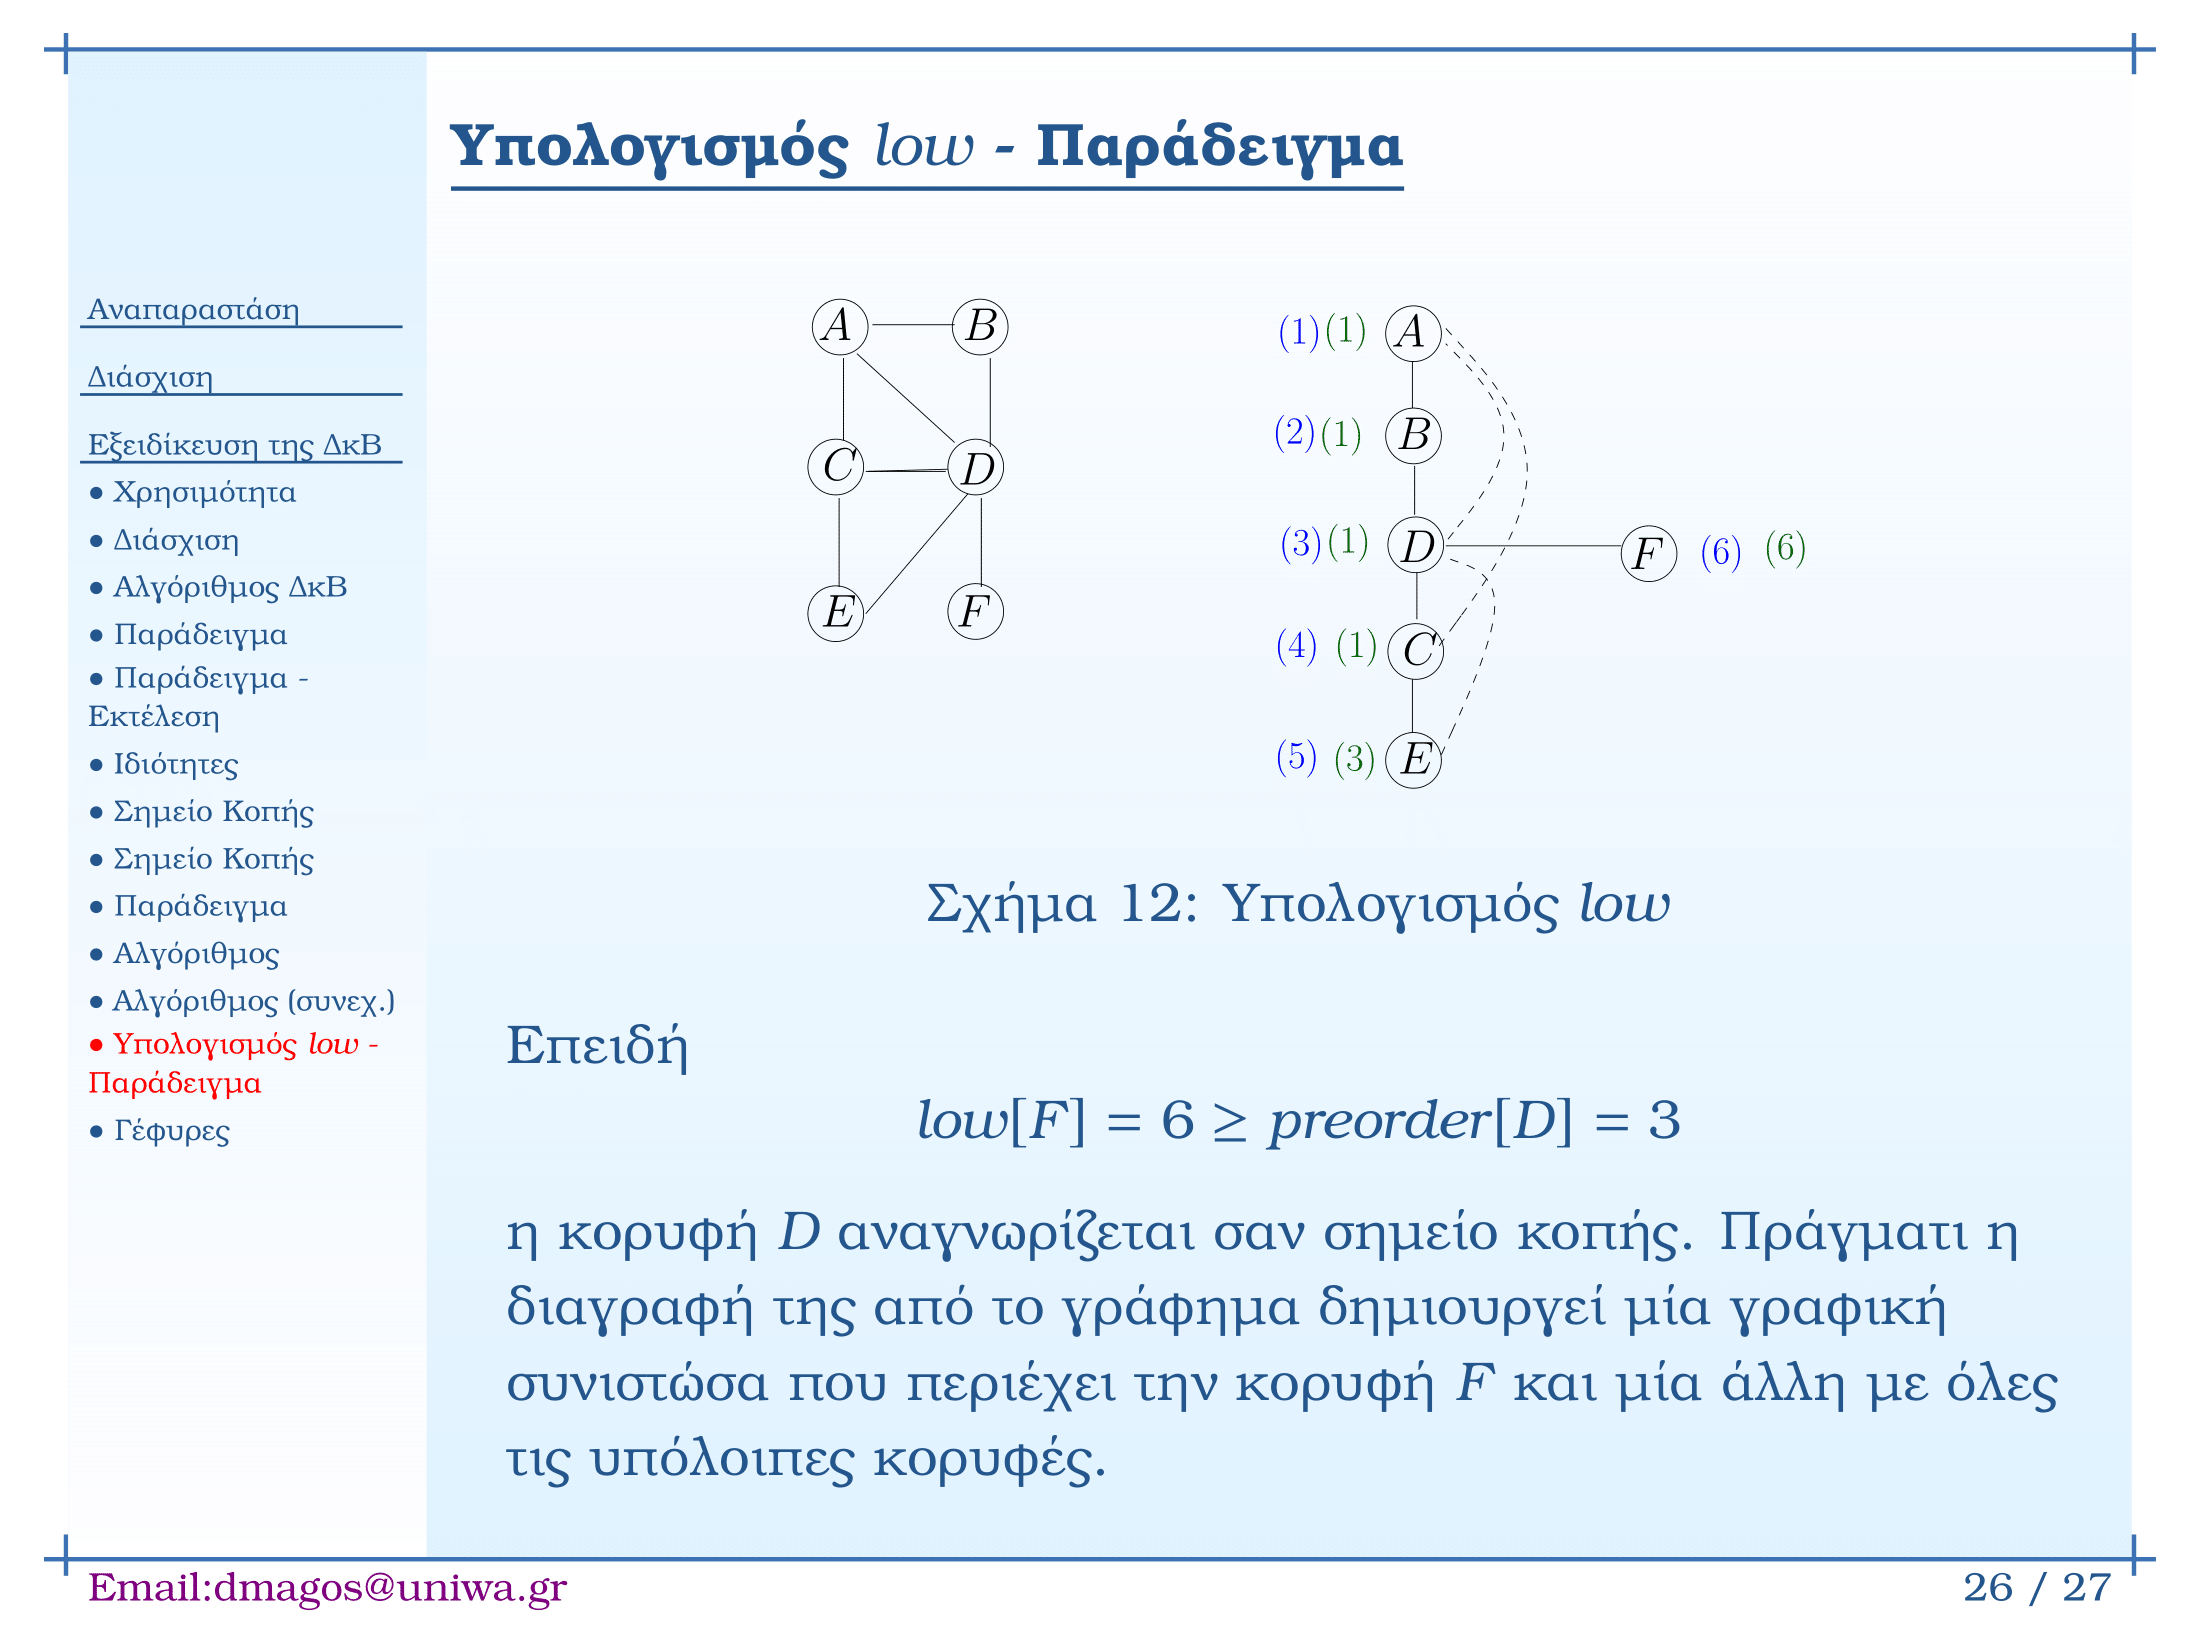 Υπολογισμός low - Παράδειγμα
Αναπαραστάση
Διάσχιση
Εξειδίκευση της ΔκΒ
● Χρησιμότητα
● Διάσχιση
● Αλγόριθμος ΔκΒ
● Παράδειγμα
● Παράδειγμα -
Εκτέλεση
● Ιδιότητες
● Σημείο Κοπής
● Σημείο Κοπής
● Παράδειγμα
● Αλγόριθμος
● Αλγόριθμος (συνεχ.)
● Υπολογισμός low -
Παράδειγμα
● Γέφυρες
A B
C D
E F
(1) (1) A
(2) (1) B
(3) (1) D F (6) (6)
(4) (1) C
(5) (3) E
Σχήμα 12: Υπολογισμός low
Επειδή
low[F] = 6 ≥ preorder[D] = 3
η κορυφή D αναγνωρίζεται σαν σημείο κοπής. Πράγματι η
διαγραφή της από το γράφημα δημιουργεί μία γραφική
συνιστώσα που περιέχει την κορυφή F και μία άλλη με όλες
τις υπόλοιπες κορυφές.
Email:dmagos@uniwa.gr
26 / 27